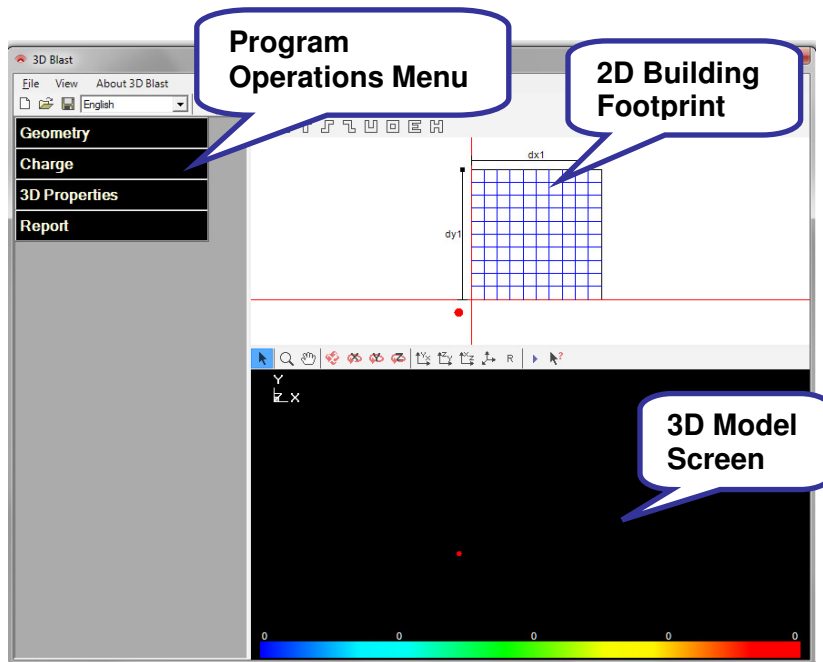 Program
Operations Menu
2D Building
Footprint
3D Blast
File View About 3D Blast
English
Geometry
Charge
3D Properties
Report
dx1
dy1
R
Y
Z X
3D Model
Screen
0 0 0 0 0